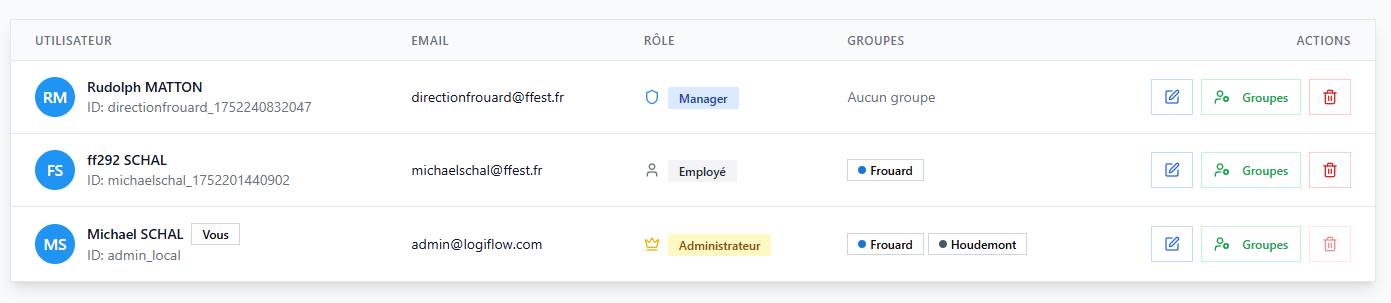 UTILISATEUR EMAIL RÔLE GROUPES ACTIONS
RM Rudolph MATTON directionfrouard@ffest.fr Manager Aucun groupe Groupes
ID: directionfrouard_1752240832047
FS ff292 SCHAL michaelschal@ffest.fr Employé Frouard Groupes
ID: michaelschal_1752201440902
MS Michael SCHAL Vous admin@logiflow.com Administrateur Frouard Houdemont Groupes
ID: admin_local